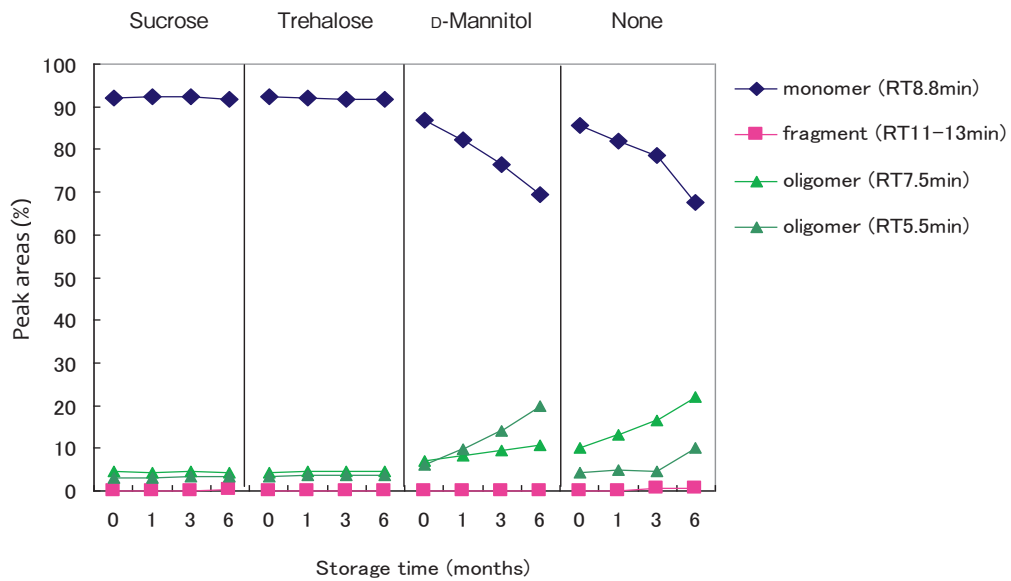 Sucrose Trehalose D-Mannitol None
100
90
80
70
60
50
40
30
20
10
0
Peak areas (%)
0 1 3 6 0 1 3 6 0 1 3 6 0 1 3 6
Storage time (months)
monomer (RT8.8min)
fragment (RT11-13min)
oligomer (RT7.5min)
oligomer (RT5.5min)